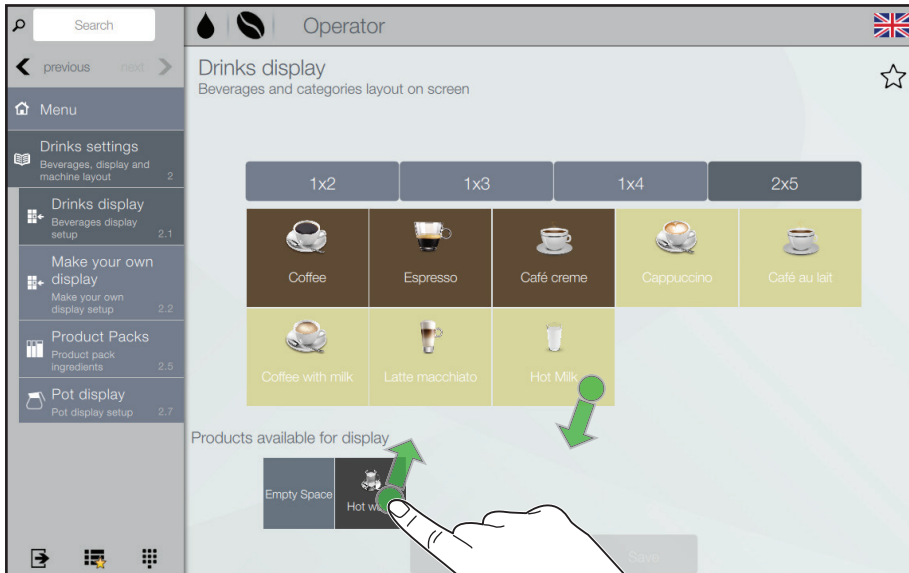 Search
Operator
previous
next
Drinks display
Beverages and categories layout on screen
Menu
Drinks settings
Beverages, display and
machine layout 2
Drinks display
Beverages display
setup 2.1
Make your own
display
Make your own
display setup 2.2
Product Packs
Product pack
ingredients 2.5
Pot display
Pot display setup 2.7
1x2 1x3 1x4 2x5
Coffee Espresso Café creme Cappuccino Café au lait
Coffee with milk Latte macchiato Hot Milk
Products available for display
Empty Space
Hot
Save